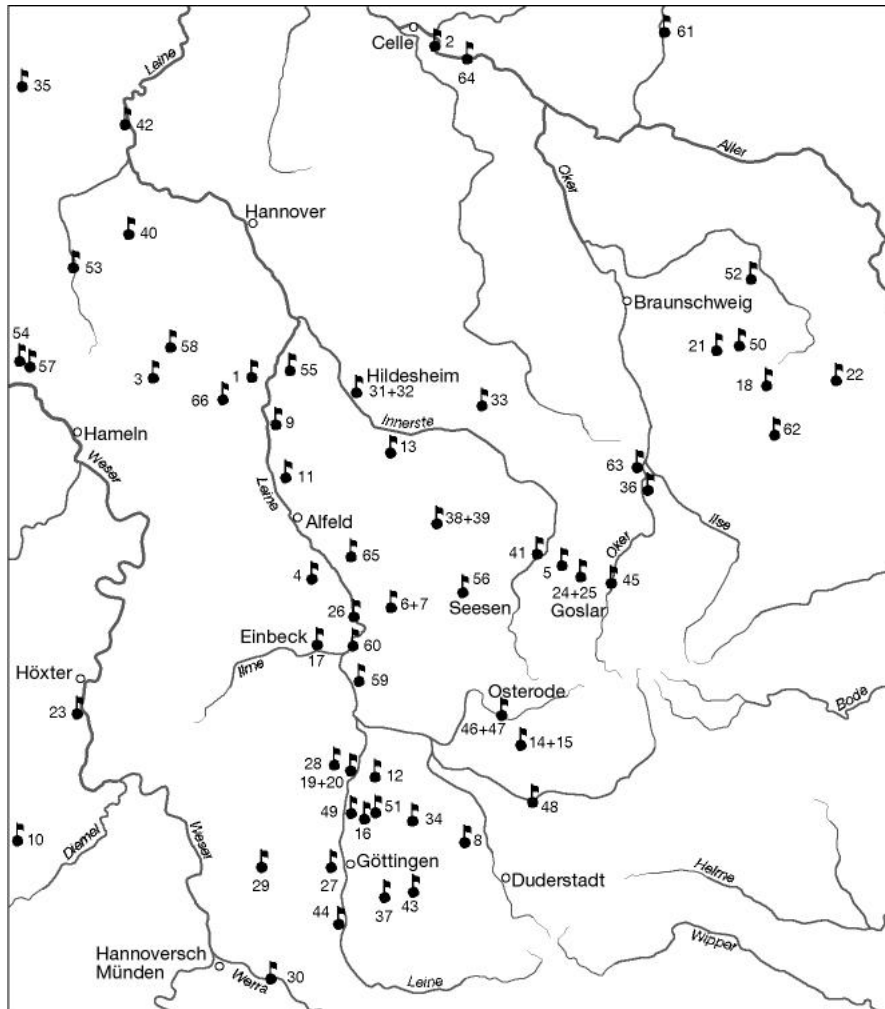 61
Celle
2
64
Leine
35
42
Aller
Oker
Hannover
40
53
52
Braunschweig
54
57
58
3
1
55
66
Hildesheim
31+32
33
21
50
18
22
62
9
Innerste
13
Hameln
Weser
11
Leine
63
36
Ilse
Alfeld
38+39
65
4
41
5
Oker
45
24+25
Goslar
56
Seesen
6+7
26
Einbeck
17
60
Ilme
59
Höxter
23
Osterode
46+47
14+15
Bode
28
19+20
12
48
49
16
51
34
8
10
Diemel
Weser
29
27
Göttingen
Duderstadt
Helme
37
43
44
Wipper
Hannoversch
Münden
Werra
30
Leine